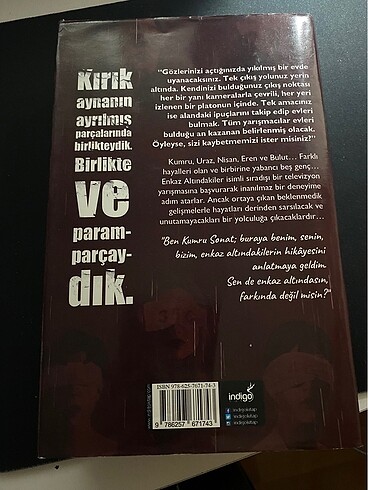 Kırık
aynanın
ayrılmış
parçalarında
birlikteydik.
Birlikte
ve
param-
parçay-
dık.
"Gözlerinizi açtığınızda yıkılmış bir evde
uyanacaksınız. Tek çıkış yolunuz yerin
altında. Kendinizi bulduğunuz çıkış noktası
her bir yanı kameralarla çevrili, her yeri
izlenen bir platonun içinde. Tek amacınız
ise alandaki ipuçlarını takip edip evleri
bulmak. Tüm yarışmacılar evleri
bulduğu an kazanan belirlenmiş olacak.
Öyleyse, sizi kaybetmemizi ister misiniz?"
Kumru, Uraz, Nisan, Eren ve Bulut... Farklı
hayalleri olan ve birbirine yabancı beş genç...
Enkaz Altındakiler isimli sıradışı bir televizyon
yarışmasına başvurarak inanılmaz bir deneyime
adım atarlar. Ancak ortaya çıkan beklenmedik
gelişmelerle hayatları derinden sarsılacak ve
unutamayacakları bir yolculuğa çıkacaklardır...
"Ben Kumru Sonat; buraya benim, senin,
bizim, enkaz altındakilerin hikâyesini
anlatmaya geldim.
Sen de enkaz altındasın,
farkında değil misin?"
ISBN 978-625-7671-74-3
9 786257 671743
indigo
indigokitap
indigokitap
indigokitap